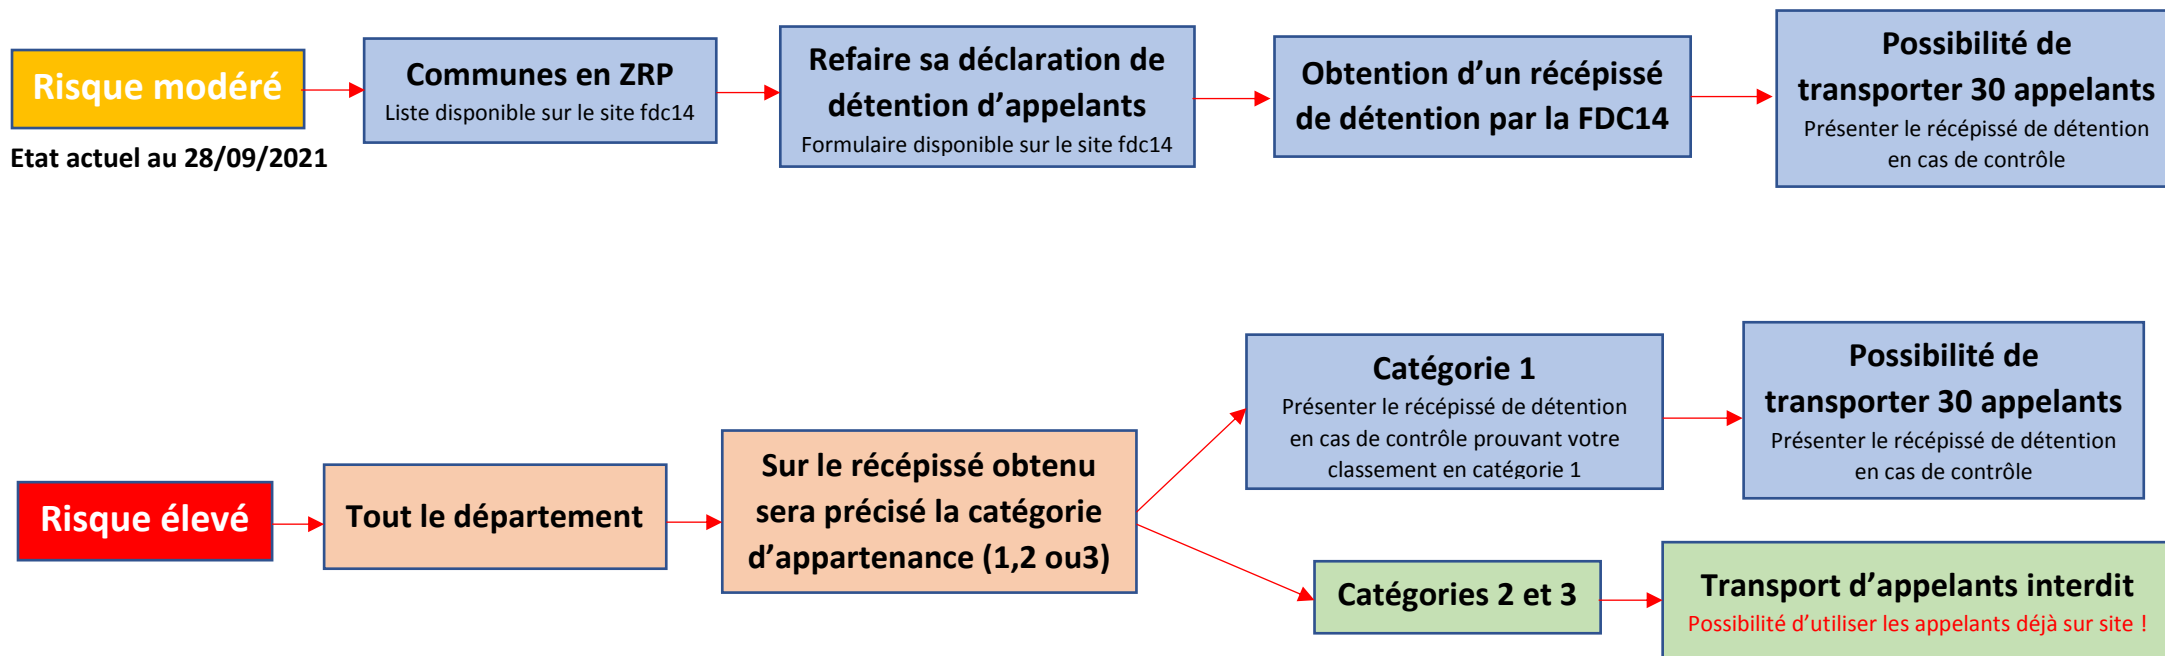 Risque modéré
Etat actuel au 28/09/2021
Communes en ZRP
Liste disponible sur le site fdc14
Refaire sa déclaration de
détention d’appelants
Formulaire disponible sur le site fdc14
Obtention d’un récépissé
de détention par la FDC14
Possibilité de
transporter 30 appelants
Présenter le récépissé de détention
en cas de contrôle
Risque élevé
Tout le département
Sur le récépissé obtenu
sera précisé la catégorie
d’appartenance (1,2 ou3)
Catégorie 1
Présenter le récépissé de détention
en cas de contrôle prouvant votre
classement en catégorie 1
Possibilité de
transporter 30 appelants
Présenter le récépissé de détention
en cas de contrôle
Catégories 2 et 3
Transport d’appelants interdit
Possibilité d’utiliser les appelants déjà sur site !